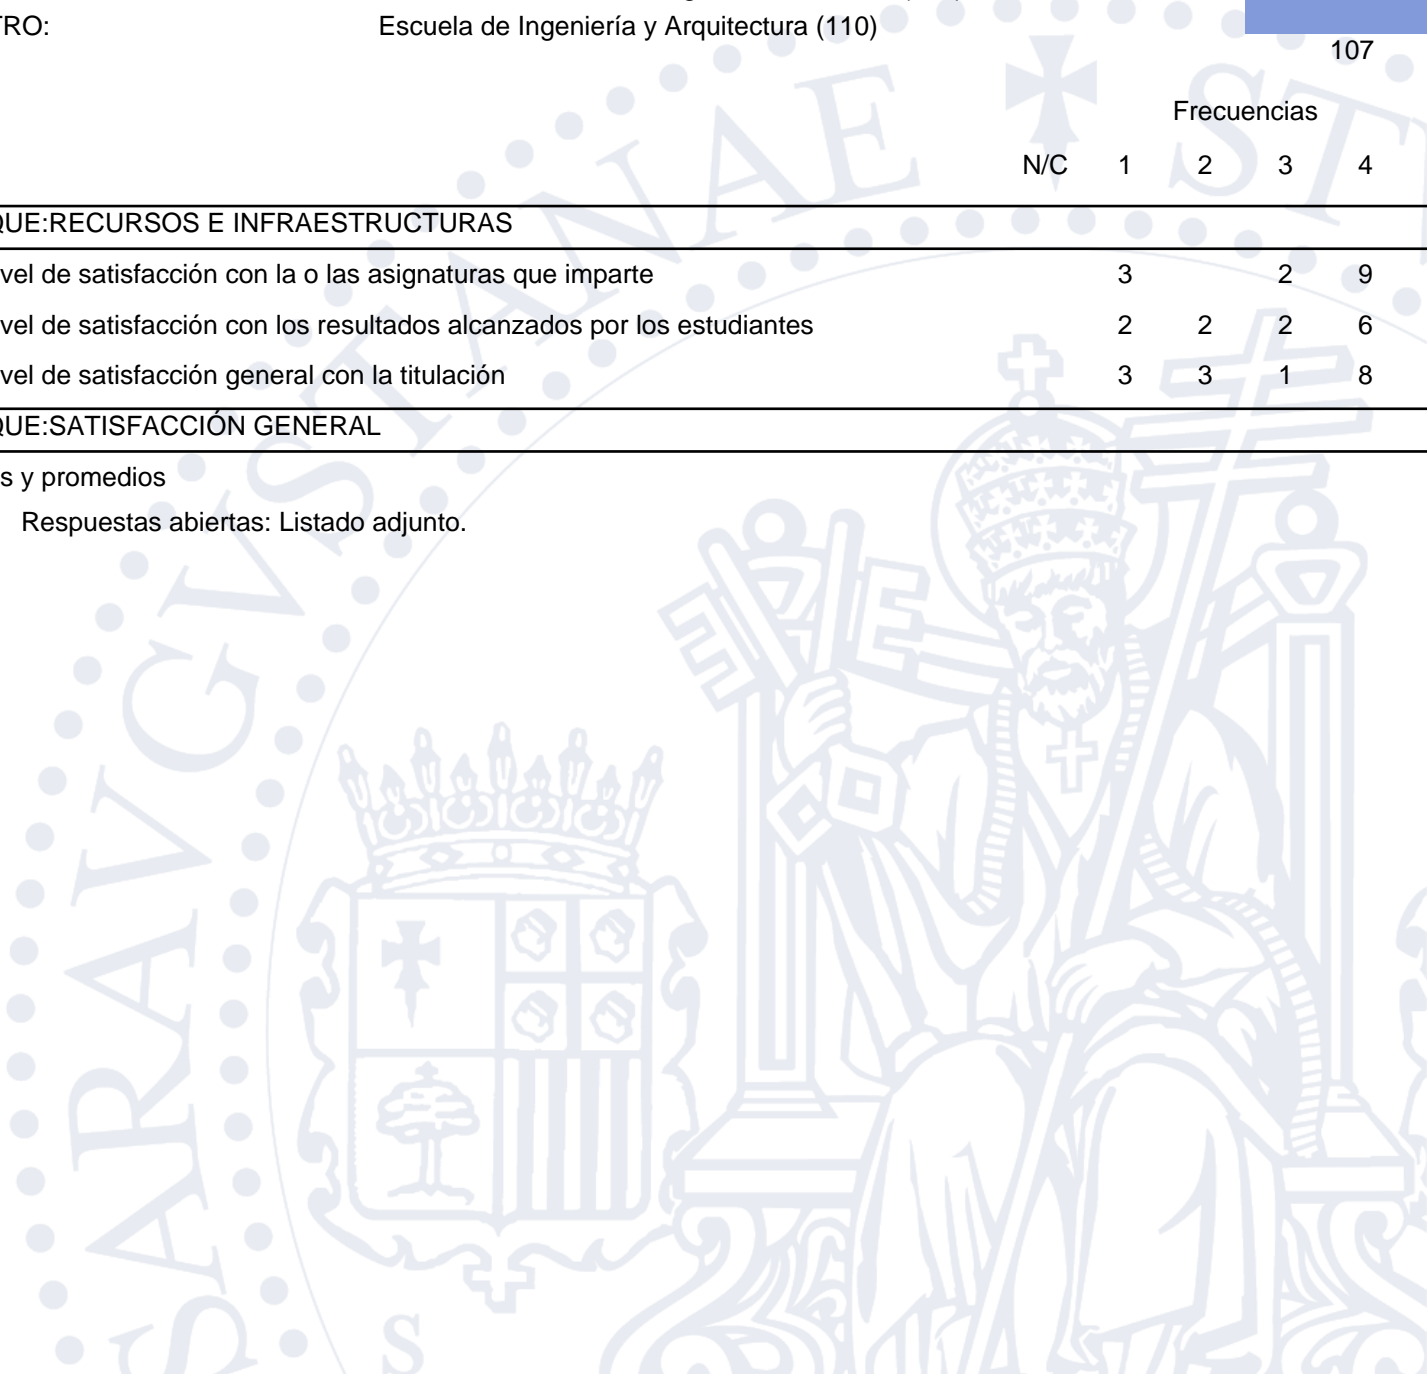 TRO: Escuela de Ingeniería y Arquitectura (110)
107
Frecuencias
N/C 1 2 3 4
QUE:RECURSOS E INFRAESTRUCTURAS
vel de satisfacción con la o las asignaturas que imparte 3 2 9
vel de satisfacción con los resultados alcanzados por los estudiantes 2 2 2 6
vel de satisfacción general con la titulación 3 3 1 8
QUE:SATISFACCIÓN GENERAL
s y promedios
Respuestas abiertas: Listado adjunto.
SARAVGVSTANAE ST
S